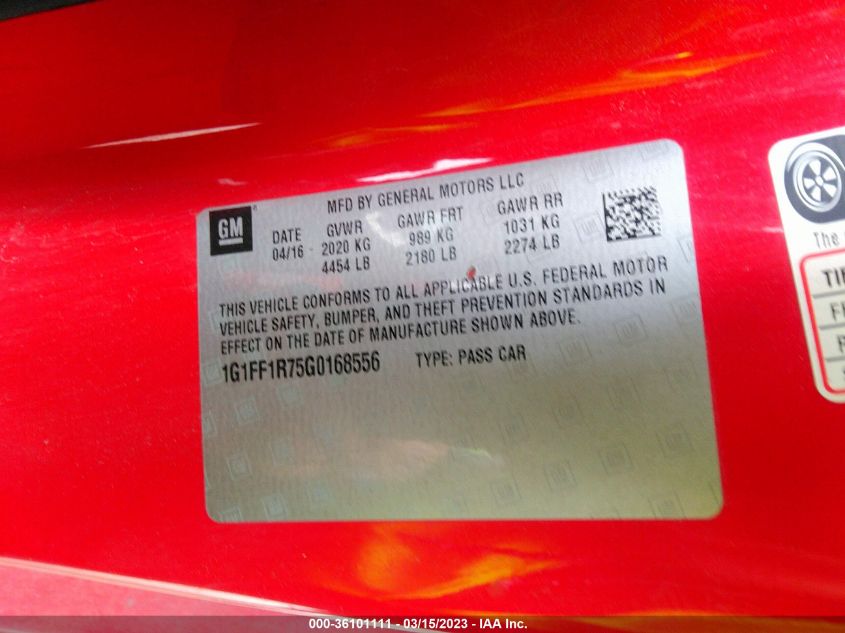 GM
®
MFD BY GENERAL MOTORS LLC
DATE GVWR GAWR FRT GAWR RR
04/16 - 2020 KG 989 KG 1031 KG
4454 LB 2180 LB 2274 LB
THIS VEHICLE CONFORMS TO ALL APPLICABLE U.S. FEDERAL MOTOR
VEHICLE SAFETY, BUMPER, AND THEFT PREVENTION STANDARDS IN
EFFECT ON THE DATE OF MANUFACTURE SHOWN ABOVE.
1G1FF1R75G0168556 TYPE: PASS CAR
The
000-36101111 - 03/15/2023 - IAA Inc.